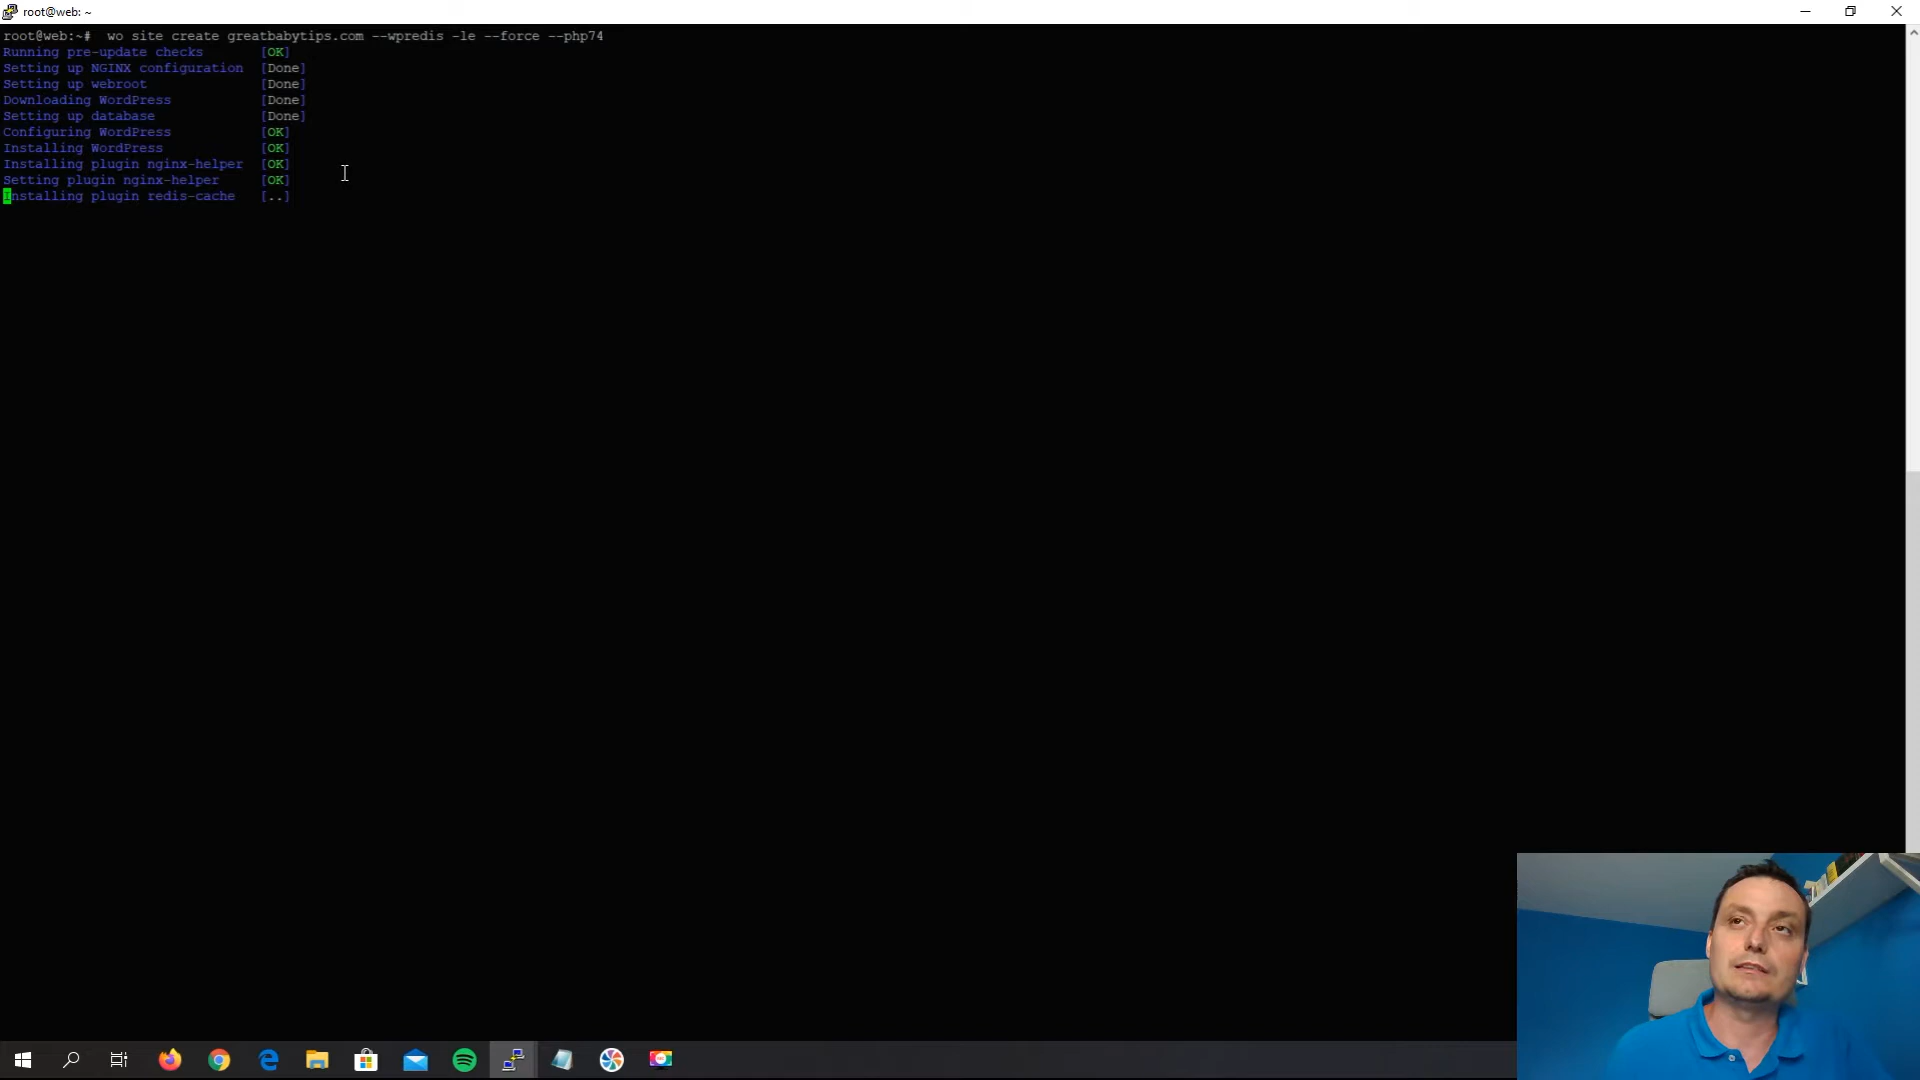 root@web: ~
root@web:~#  wo site create greatbabytips.com --wpredis -le --force --php74
Running pre-update checks       [OK]
Setting up NGINX configuration  [Done]
Setting up webroot              [Done]
Downloading WordPress           [Done]
Setting up database             [Done]
Configuring WordPress           [OK]
Installing WordPress            [OK]
Installing plugin nginx-helper  [OK]
Setting plugin nginx-helper     [OK]
Installing plugin redis-cache   [..]